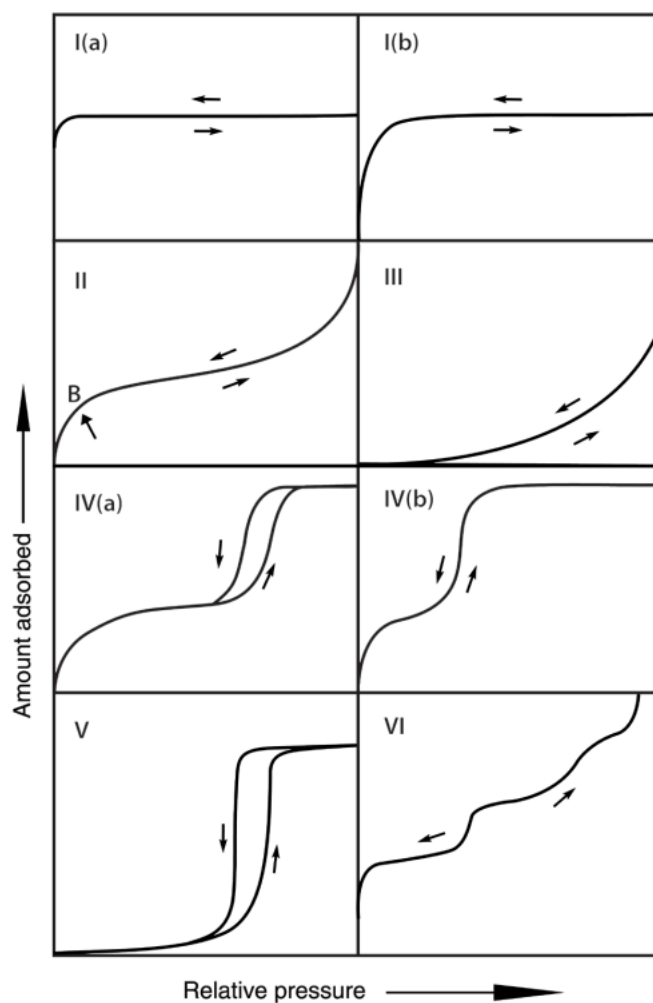 I(a)
I(b)
II
III
B
IV(a)
IV(b)
V
VI
Amount adsorbed
Relative pressure